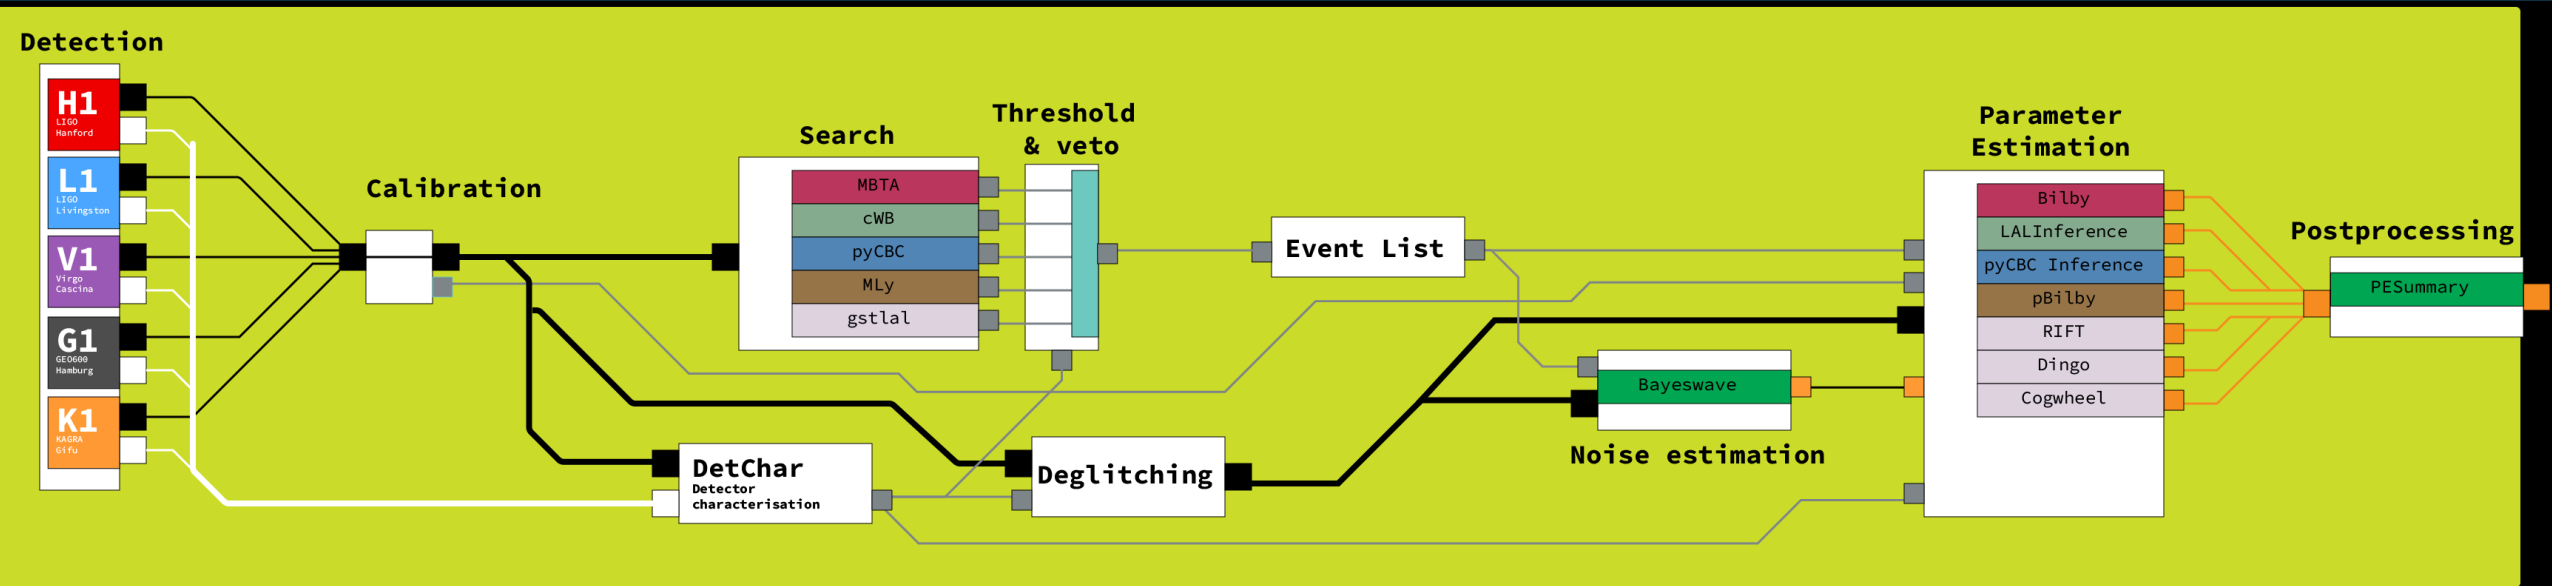 Detection
H1
LIGO
Hanford
L1
LIGO
Livingston
V1
Virgo
Cascina
G1
GEO600
Hamburg
K1
KAGRA
Gifu
Calibration
Search
MBTA
cWB
pyCBC
MLy
gstlal
Threshold
& veto
Event List
DetChar
Detector
characterisation
Deglitching
Bayeswave
Noise estimation
Parameter
Estimation
Bilby
LALInference
pyCBC Inference
pBilby
RIFT
Dingo
Cogwheel
Postprocessing
PESummary